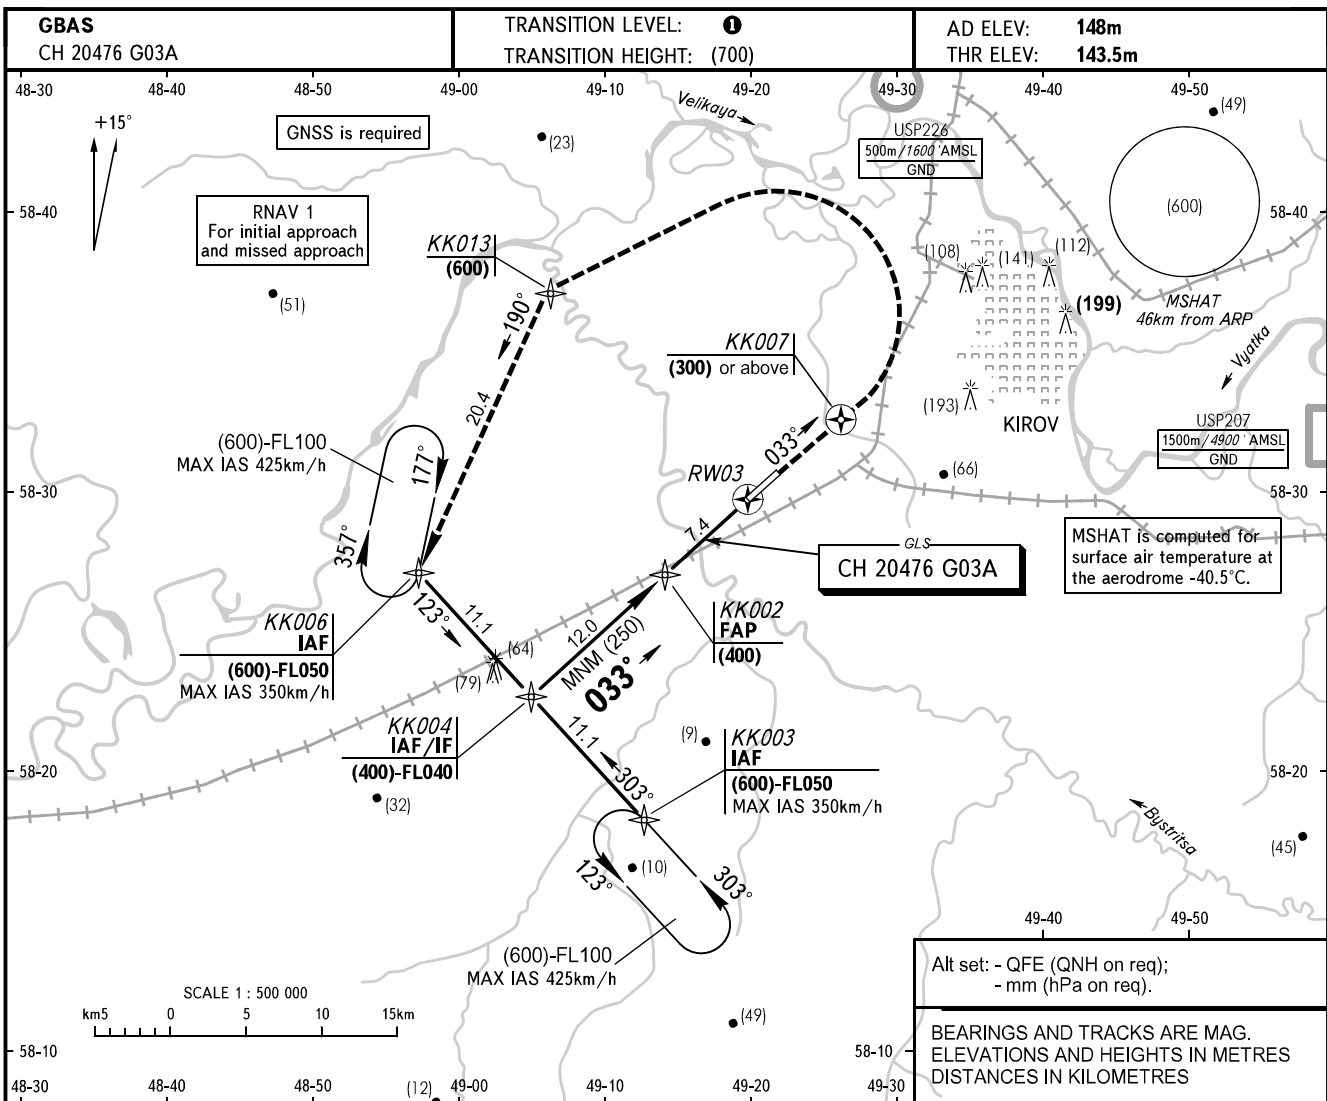 GBAS
CH 20476 G03A
TRANSITION LEVEL: ❶
TRANSITION HEIGHT: (700)
AD ELEV: 148m
THR ELEV: 143.5m
48-30
48-40
48-50
49-00
49-10
49-20
49-30
49-40
49-50
+15°
GNSS is required
(23)
Velikaya
USP226
500m/1600'AMSL
GND
(49)
58-40
RNAV 1
For initial approach
and missed approach
(600)
58-40
KK013
(600)
(108)
(141)
(112)
(51)
190°
(199)
MSHAT
46km from ARP
KK007
(300) or above
Vyatka
20.4
(193)
KIROV
USP207
1500m/4900'AMSL
GND
(600)-FL100
MAX IAS 425km/h
177°
033°
RW03
(66)
58-30
58-30
357°
7.4
GLS
CH 20476 G03A
MSHAT is computed for
surface air temperature at
the aerodrome -40.5°C.
KK006
IAF
(600)-FL050
MAX IAS 350km/h
123°
11.1
(64)
(79)
12.0
MNM (250)
033°
KK002
FAP
(400)
KK004
IAF/IF
(400)-FL040
11.1
(9)
KK003
IAF
(600)-FL050
MAX IAS 350km/h
58-20
58-20
303°
(32)
Bystritsa
(45)
123°
(10)
303°
49-40
49-50
(600)-FL100
MAX IAS 425km/h
Alt set: - QFE (QNH on req);
- mm (hPa on req).
SCALE 1 : 500 000
km5
0
5
10
15km
(49)
BEARINGS AND TRACKS ARE MAG.
ELEVATIONS AND HEIGHTS IN METRES
DISTANCES IN KILOMETRES
58-10
58-10
48-30
48-40
48-50
(12)
49-00
49-10
49-20
49-30